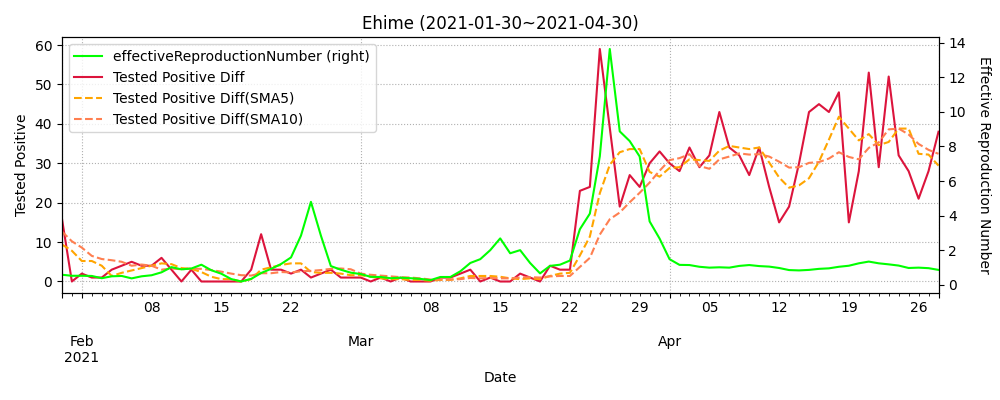 Ehime (2021-01-30~2021-04-30)
effectiveReproductionNumber (right)
Tested Positive Diff
Tested Positive Diff(SMA5)
Tested Positive Diff(SMA10)
Tested Positive
60
50
40
30
20
10
0
14
12
10
8
6
4
2
0
Effective Reproduction Number
08 15 22 08 15 22 29 05 12 19 26
Feb Mar Apr
2021
Date